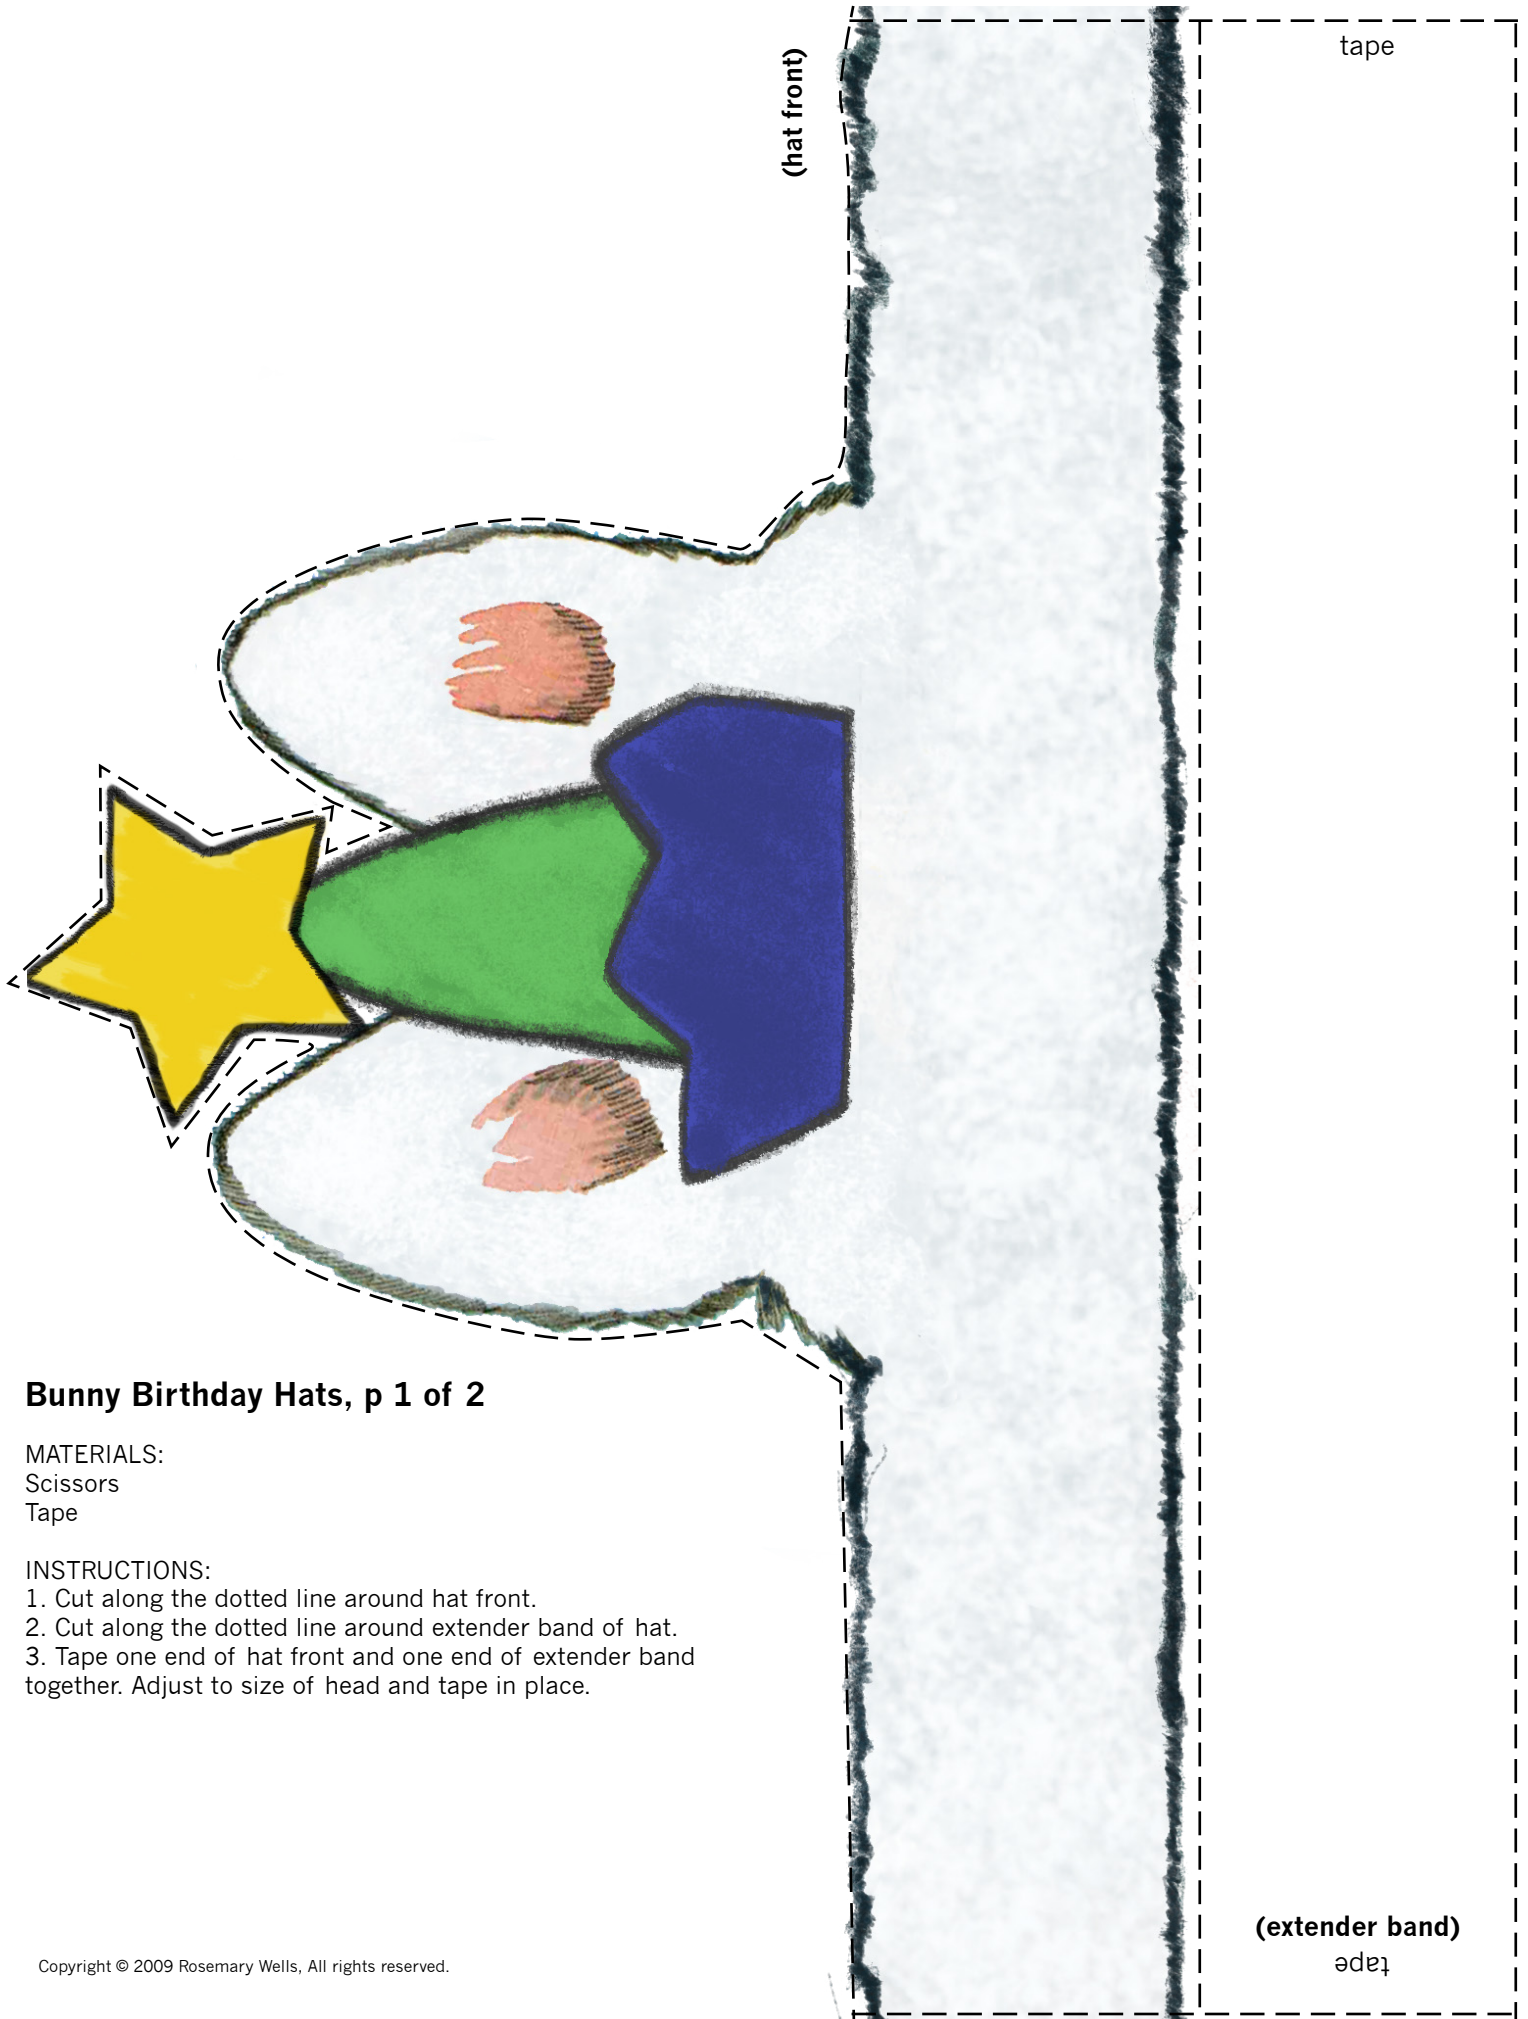 tape
(hat front)
Bunny Birthday Hats, p 1 of 2
MATERIALS:
Scissors
Tape
INSTRUCTIONS:
1. Cut along the dotted line around hat front.
2. Cut along the dotted line around extender band of hat.
3. Tape one end of hat front and one end of extender band
together. Adjust to size of head and tape in place.
(extender band)
tape
Copyright © 2009 Rosemary Wells, All rights reserved.